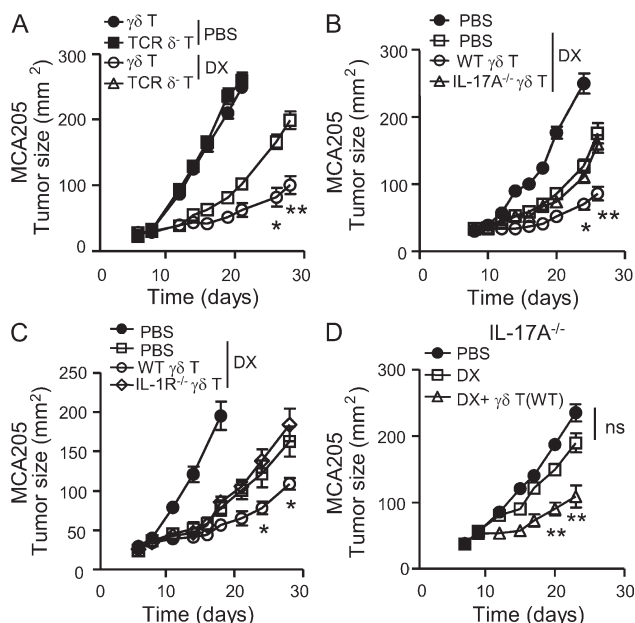 A
γδ T
TCR δ- T
PBS
γδ T
TCR δ- T
DX
MCA205
Tumor size (mm2)
300
200
100
0
0 10 20 30
Time (days)
*
**
B
PBS
PBS
WT γδ T
IL-17A-/- γδ T
DX
MCA205
Tumor size (mm2)
300
200
100
0
0 10 20 30
Time (days)
*
**
C
PBS
PBS
WT γδ T
IL-1R-/- γδ T
DX
MCA205
Tumor size (mm2)
250
200
150
100
50
0
0 10 20 30
Time (days)
*
*
D
IL-17A-/-
PBS
DX
DX+ γδ T(WT)
MCA205
Tumor size (mm2)
300
200
100
0
0 10 20 30
Time (days)
ns
**
**